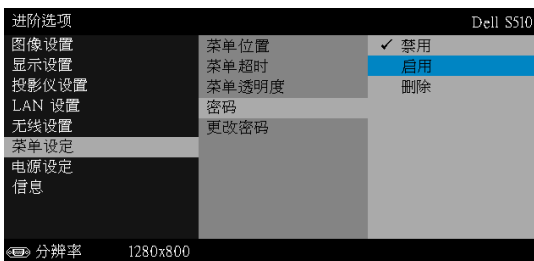 进阶选项 Dell S510
图像设置 菜单位置 ✓ 禁用
显示设置 菜单超时 启用
投影仪设置 菜单透明度 删除
LAN 设置 密码
无线设置 更改密码
菜单设定
电源设定
信息
分辨率 1280x800